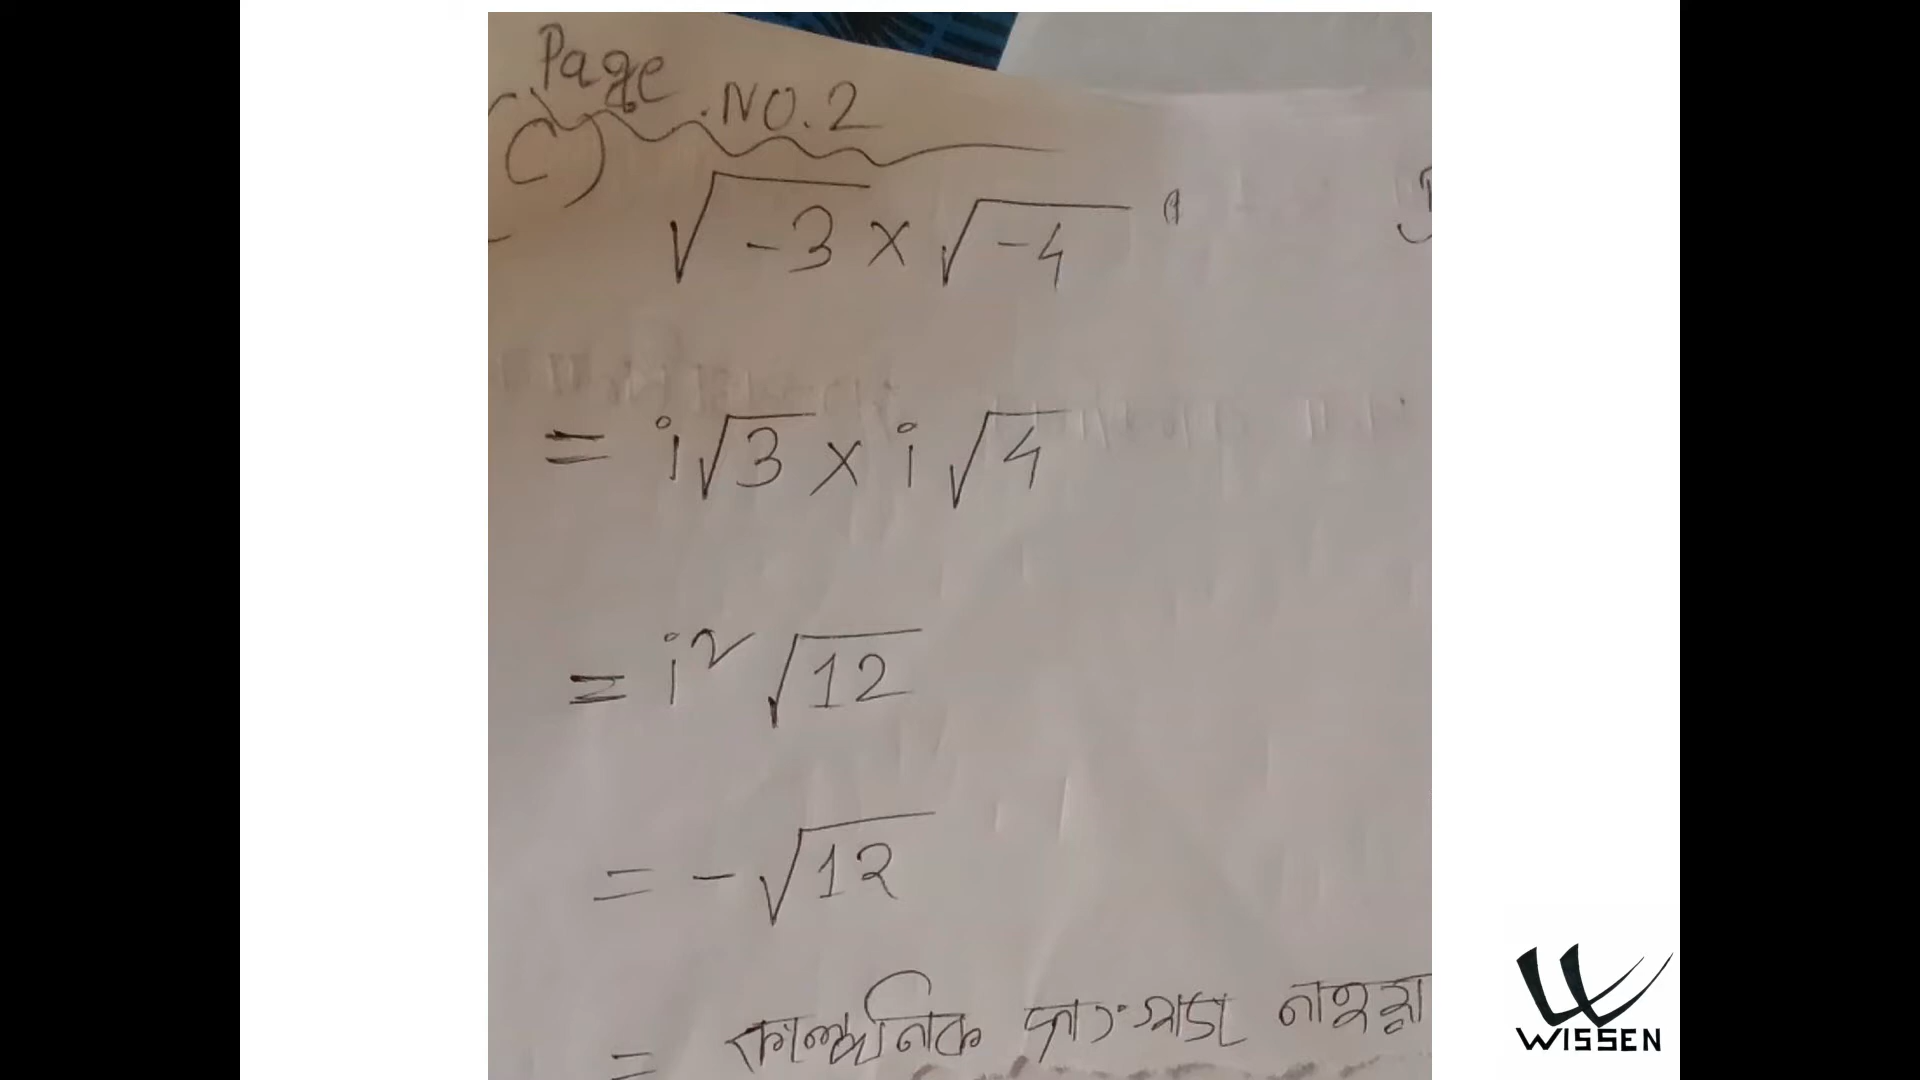 Page NO.2
C)
√-3 × √-4
= i√3 × i√4
= i² √12
= -√12
= কাল্পনিক
WISSEN